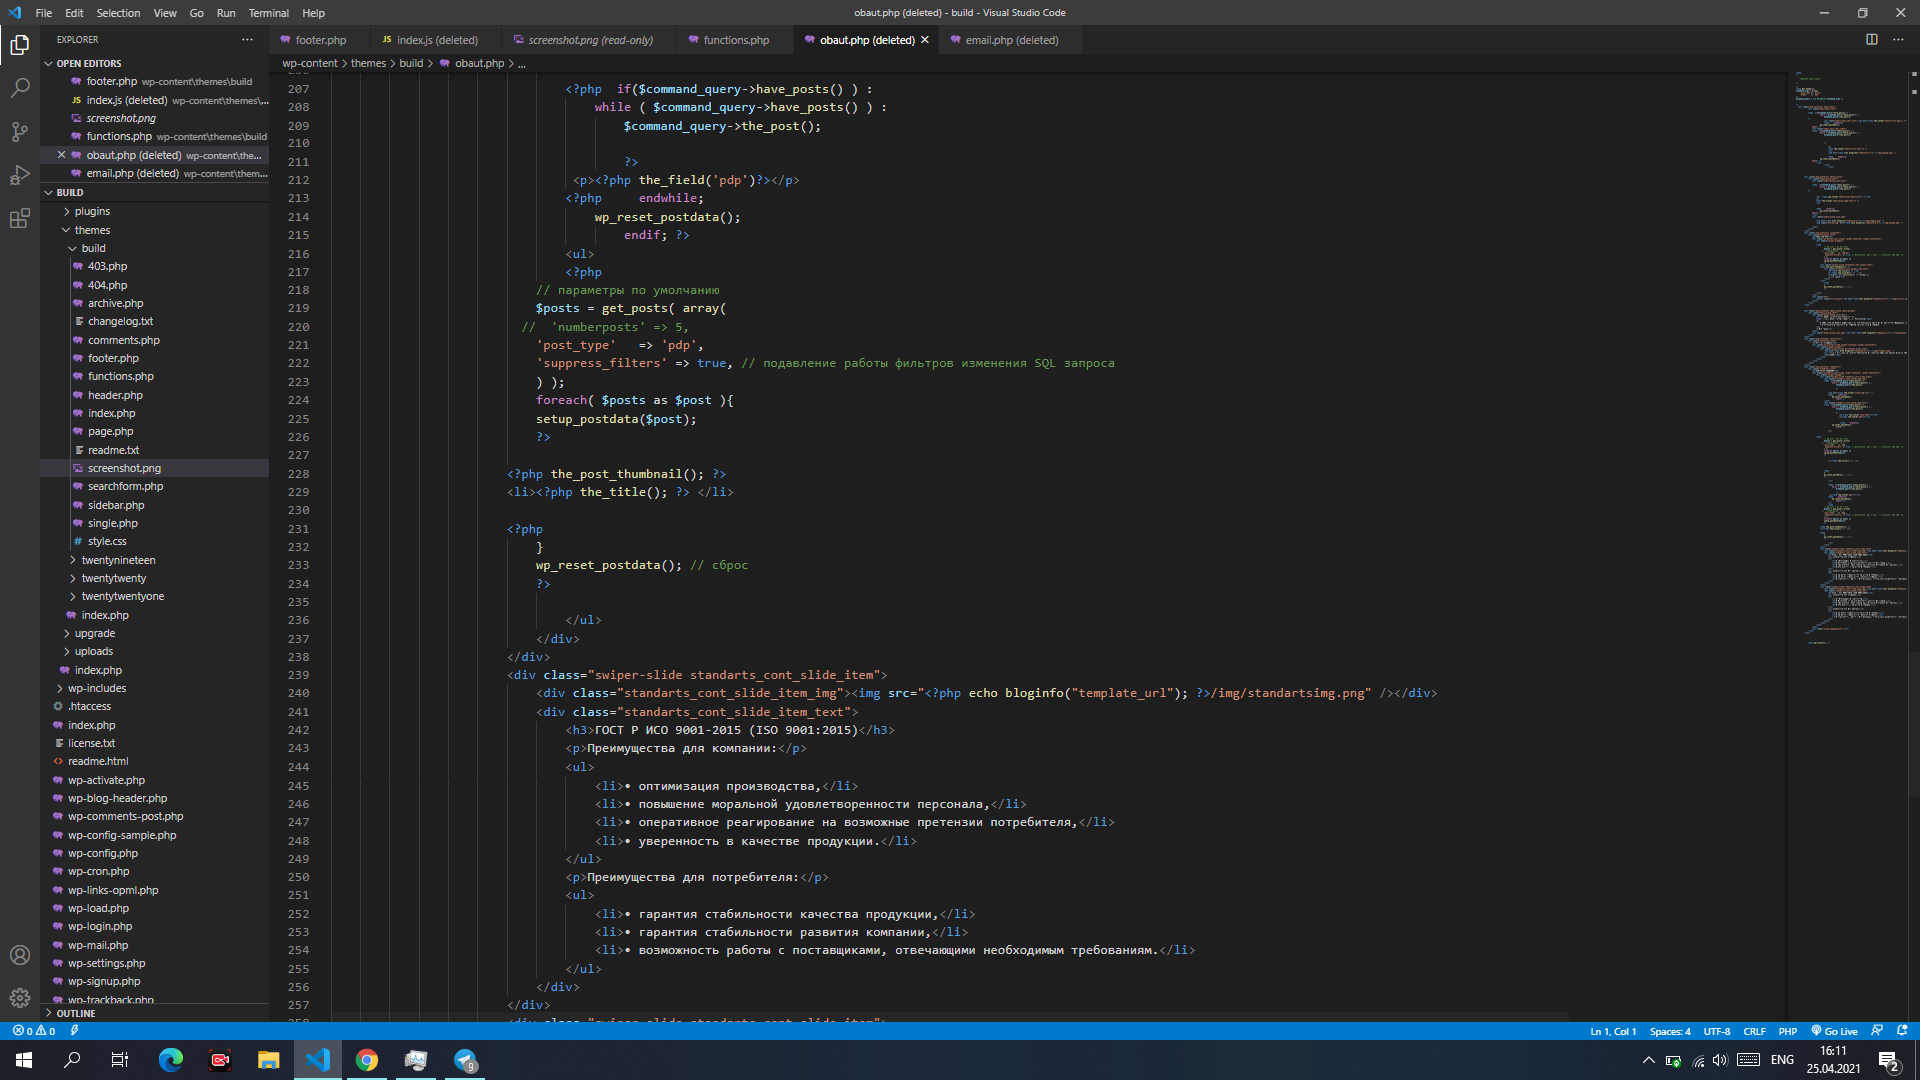 File Edit Selection View Go Run Terminal Help
obaut.php (deleted) - build - Visual Studio Code
EXPLORER
OPEN EDITORS
footer.php wp-content\themes\build
index.js (deleted) wp-content\themes\...
screenshot.png
functions.php wp-content\themes\build
obaut.php (deleted) wp-content\the...
email.php (deleted) wp-content\them...
BUILD
plugins
themes
build
403.php
404.php
archive.php
changelog.txt
comments.php
footer.php
functions.php
header.php
index.php
page.php
readme.txt
screenshot.png
searchform.php
sidebar.php
single.php
style.css
twentynineteen
twentytwenty
twentytwentyone
index.php
upgrade
uploads
index.php
wp-includes
.htaccess
index.php
license.txt
readme.html
wp-activate.php
wp-blog-header.php
wp-comments-post.php
wp-config-sample.php
wp-config.php
wp-cron.php
wp-links-opml.php
wp-load.php
wp-login.php
wp-mail.php
wp-settings.php
wp-signup.php
wp-trackback.php
OUTLINE
footer.php
index.js (deleted)
screenshot.png (read-only)
functions.php
obaut.php (deleted)
email.php (deleted)
wp-content > themes > build > obaut.php > ...
207 <?php  if($command_query->have_posts() ) :
208 while ( $command_query->have_posts() ) :
209 $command_query->the_post();
210
211 ?>
212 <p><?php the_field('pdp')?></p>
213 <?php     endwhile;
214 wp_reset_postdata();
215 endif; ?>
216 <ul>
217 <?php
218 // параметры по умолчанию
219 $posts = get_posts( array(
220 //  'numberposts' => 5,
221 'post_type'   => 'pdp',
222 'suppress_filters' => true, // подавление работы фильтров изменения SQL запроса
223 ) );
224 foreach( $posts as $post ){
225 setup_postdata($post);
226 ?>
227
228 <?php the_post_thumbnail(); ?>
229 <li><?php the_title(); ?> </li>
230
231 <?php
232 }
233 wp_reset_postdata(); // сброс
234 ?>
235
236 </ul>
237 </div>
238 </div>
239 <div class="swiper-slide standarts_cont_slide_item">
240 <div class="standarts_cont_slide_item_img"><img src="<?php echo bloginfo("template_url"); ?>/img/standartsimg.png" /></div>
241 <div class="standarts_cont_slide_item_text">
242 <h3>ГОСТ Р ИСО 9001-2015 (ISO 9001:2015)</h3>
243 <p>Преимущества для компании:</p>
244 <ul>
245 <li>• оптимизация производства,</li>
246 <li>• повышение моральной удовлетворенности персонала,</li>
247 <li>• оперативное реагирование на возможные претензии потребителя,</li>
248 <li>• уверенность в качестве продукции.</li>
249 </ul>
250 <p>Преимущества для потребителя:</p>
251 <ul>
252 <li>• гарантия стабильности качества продукции,</li>
253 <li>• гарантия стабильности развития компании,</li>
254 <li>• возможность работы с поставщиками, отвечающими необходимым требованиям.</li>
255 </ul>
256 </div>
257 </div>
258 <div class="swiper-slide standarts_cont_slide_item">
0 0
Ln 1, Col 1 Spaces: 4 UTF-8 CRLF PHP Go Live
9
ENG
16:11
25.04.2021
2